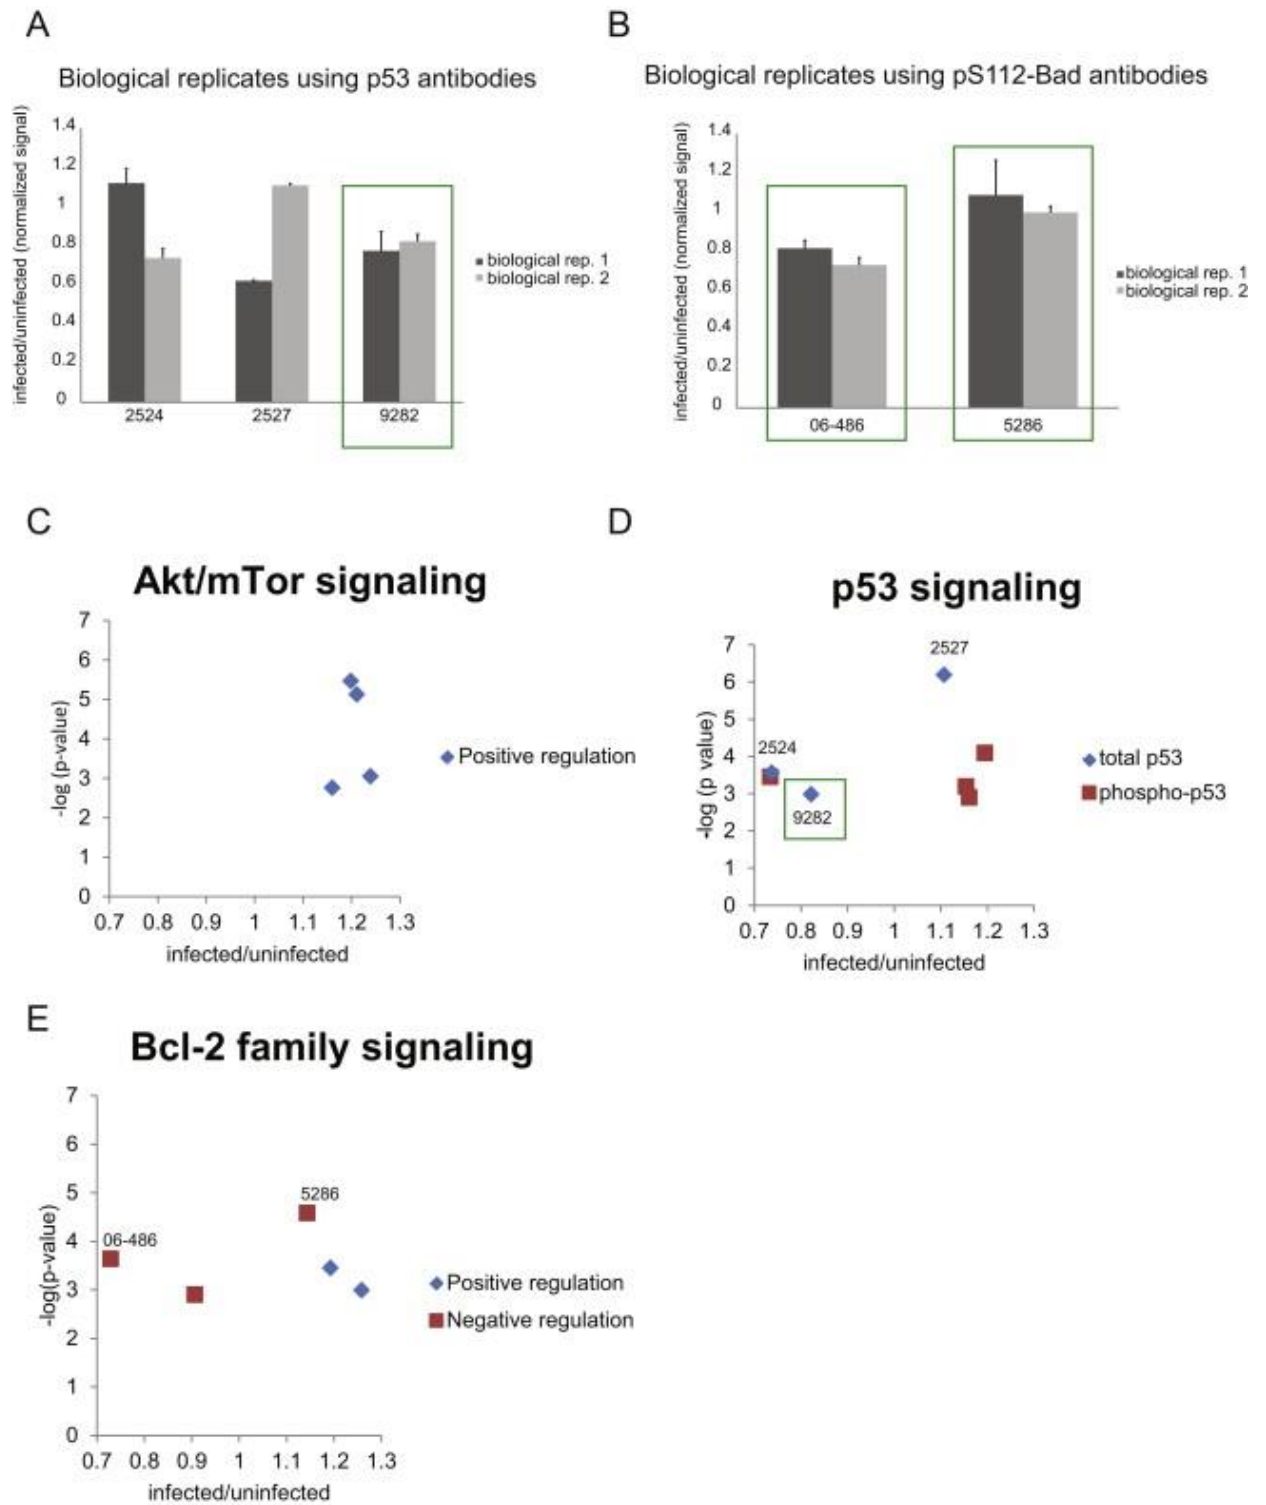 A
Biological replicates using p53 antibodies
infected/uninfected (normalized signal)
1.4
1.2
1
0.8
0.6
0.4
0.2
0
2524
2527
9282
biological rep. 1
biological rep. 2
B
Biological replicates using pS112-Bad antibodies
infected/uninfected (normalized signal)
1.4
1.2
1
0.8
0.6
0.4
0.2
0
06-486
5286
biological rep. 1
biological rep. 2
C
Akt/mTor signaling
-log (p-value)
7
6
5
4
3
2
1
0
0.7 0.8 0.9 1 1.1 1.2 1.3
infected/uninfected
Positive regulation
D
p53 signaling
-log (p value)
7
6
5
4
3
2
1
0
2527
2524
9282
0.7 0.8 0.9 1 1.1 1.2 1.3
infected/uninfected
total p53
phospho-p53
E
Bcl-2 family signaling
-log(p-value)
7
6
5
4
3
2
1
0
5286
06-486
0.7 0.8 0.9 1 1.1 1.2 1.3
infected/uninfected
Positive regulation
Negative regulation